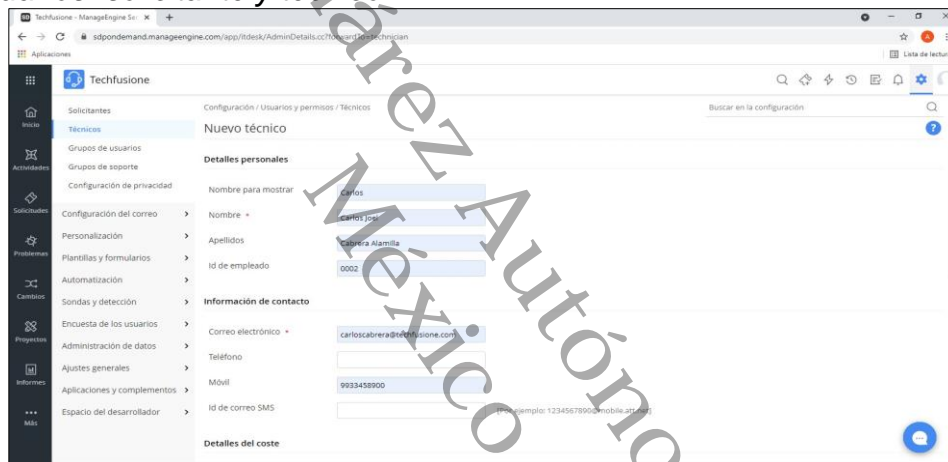 Techfusione - ManageEngine Se
sdpondemand.manageengine.com/app/itdesk/AdminDetails.cc?forwardTo=technician
Aplicaciones
Lista de lectur
Techfusione
Inicio
Actividades
Solicitudes
Problemas
Cambios
Proyectos
Informes
Más
Solicitantes
Técnicos
Grupos de usuarios
Grupos de soporte
Configuración de privacidad
Configuración del correo
Personalización
Plantillas y formularios
Automatización
Sondas y detección
Encuesta de los usuarios
Administración de datos
Ajustes generales
Aplicaciones y complementos
Espacio del desarrollador
Configuración / Usuarios y permisos / Técnicos
Buscar en la configuración
Nuevo técnico
Detalles personales
Nombre para mostrar
Carlos
Nombre *
Carlos Joel
Apellidos
Cabrera Alamilla
Id de empleado
0002
Información de contacto
Correo electrónico *
carloscabrera@techfusione.com
Teléfono
Móvil
9933458900
Id de correo SMS
[Por ejemplo: 1234567890@mobile.att.net]
Detalles del coste
árez Autóno
México